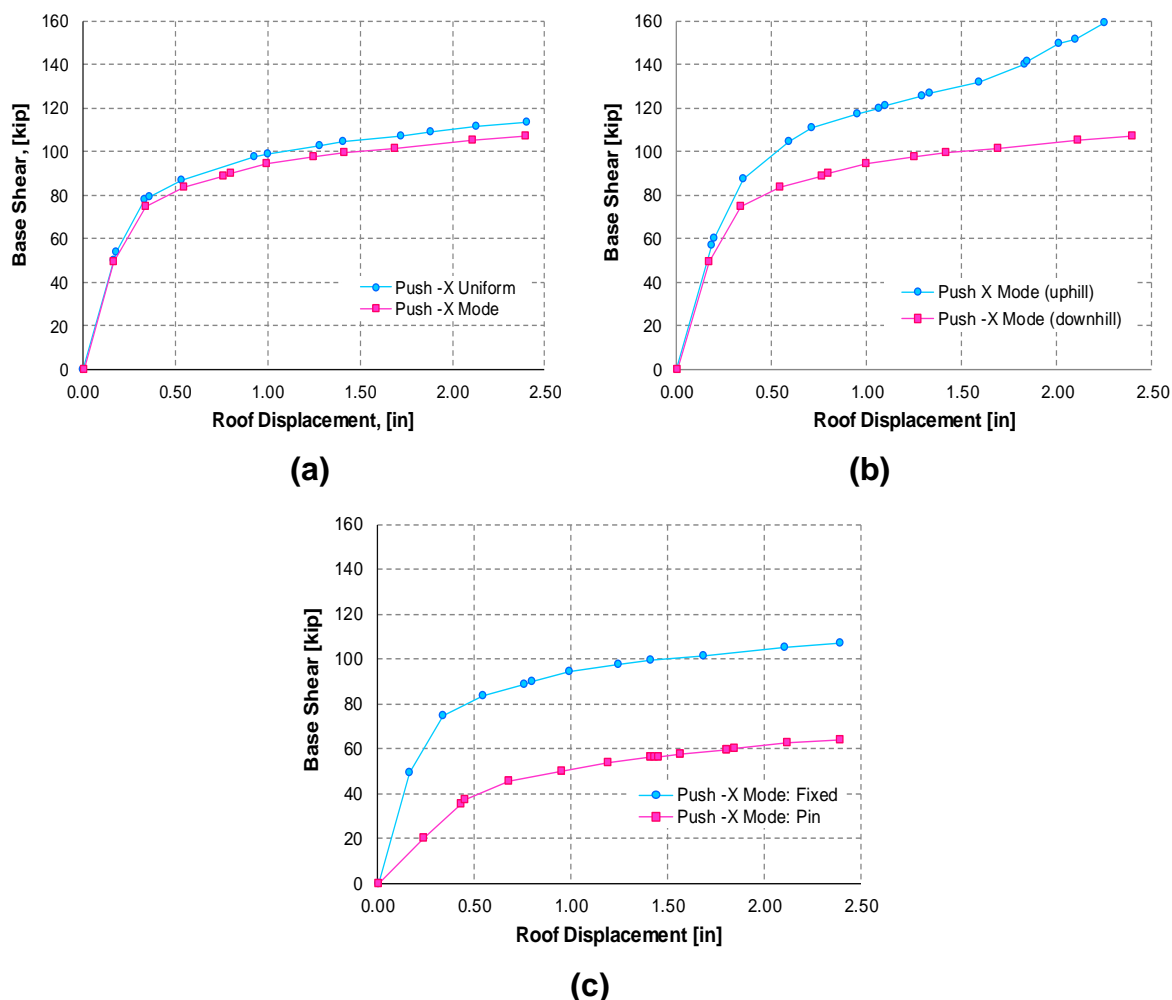 160
140
120
100
80
60
40
20
0
Base Shear, [kip]
Push -X Uniform
Push -X Mode
0.00 0.50 1.00 1.50 2.00 2.50
Roof Displacement, [in]
(a)
160
140
120
100
80
60
40
20
0
Base Shear [kip]
Push X Mode (uphill)
Push -X Mode (downhill)
0.00 0.50 1.00 1.50 2.00 2.50
Roof Displacement [in]
(b)
160
140
120
100
80
60
40
20
0
Base Shear [kip]
Push -X Mode: Fixed
Push -X Mode: Pin
0.00 0.50 1.00 1.50 2.00 2.50
Roof Displacement [in]
(c)